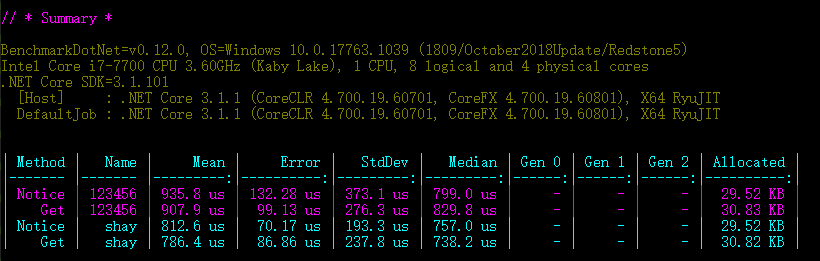 // * Summary *
BenchmarkDotNet=v0.12.0, OS=Windows 10.0.17763.1039 (1809/October2018Update/Redstone5)
Intel Core i7-7700 CPU 3.60GHz (Kaby Lake), 1 CPU, 8 logical and 4 physical cores
.NET Core SDK=3.1.101
[Host]     : .NET Core 3.1.1 (CoreCLR 4.700.19.60701, CoreFX 4.700.19.60801), X64 RyuJIT
DefaultJob : .NET Core 3.1.1 (CoreCLR 4.700.19.60701, CoreFX 4.700.19.60801), X64 RyuJIT
| Method | Name | Mean | Error | StdDev | Median | Gen 0 | Gen 1 | Gen 2 | Allocated |
|------- |------- |---------:|----------:|---------:|---------:|------:|------:|------:|----------:|
| Notice | 123456 | 935.8 us | 132.23 us | 373.1 us | 799.0 us | - | - | - | 29.52 KB |
| Get | 123456 | 907.9 us | 99.13 us | 276.3 us | 829.3 us | - | - | - | 30.83 KB |
| Notice | shay | 812.6 us | 70.17 us | 193.3 us | 757.0 us | - | - | - | 29.52 KB |
| Get | shay | 786.4 us | 86.86 us | 237.8 us | 738.2 us | - | - | - | 30.82 KB |